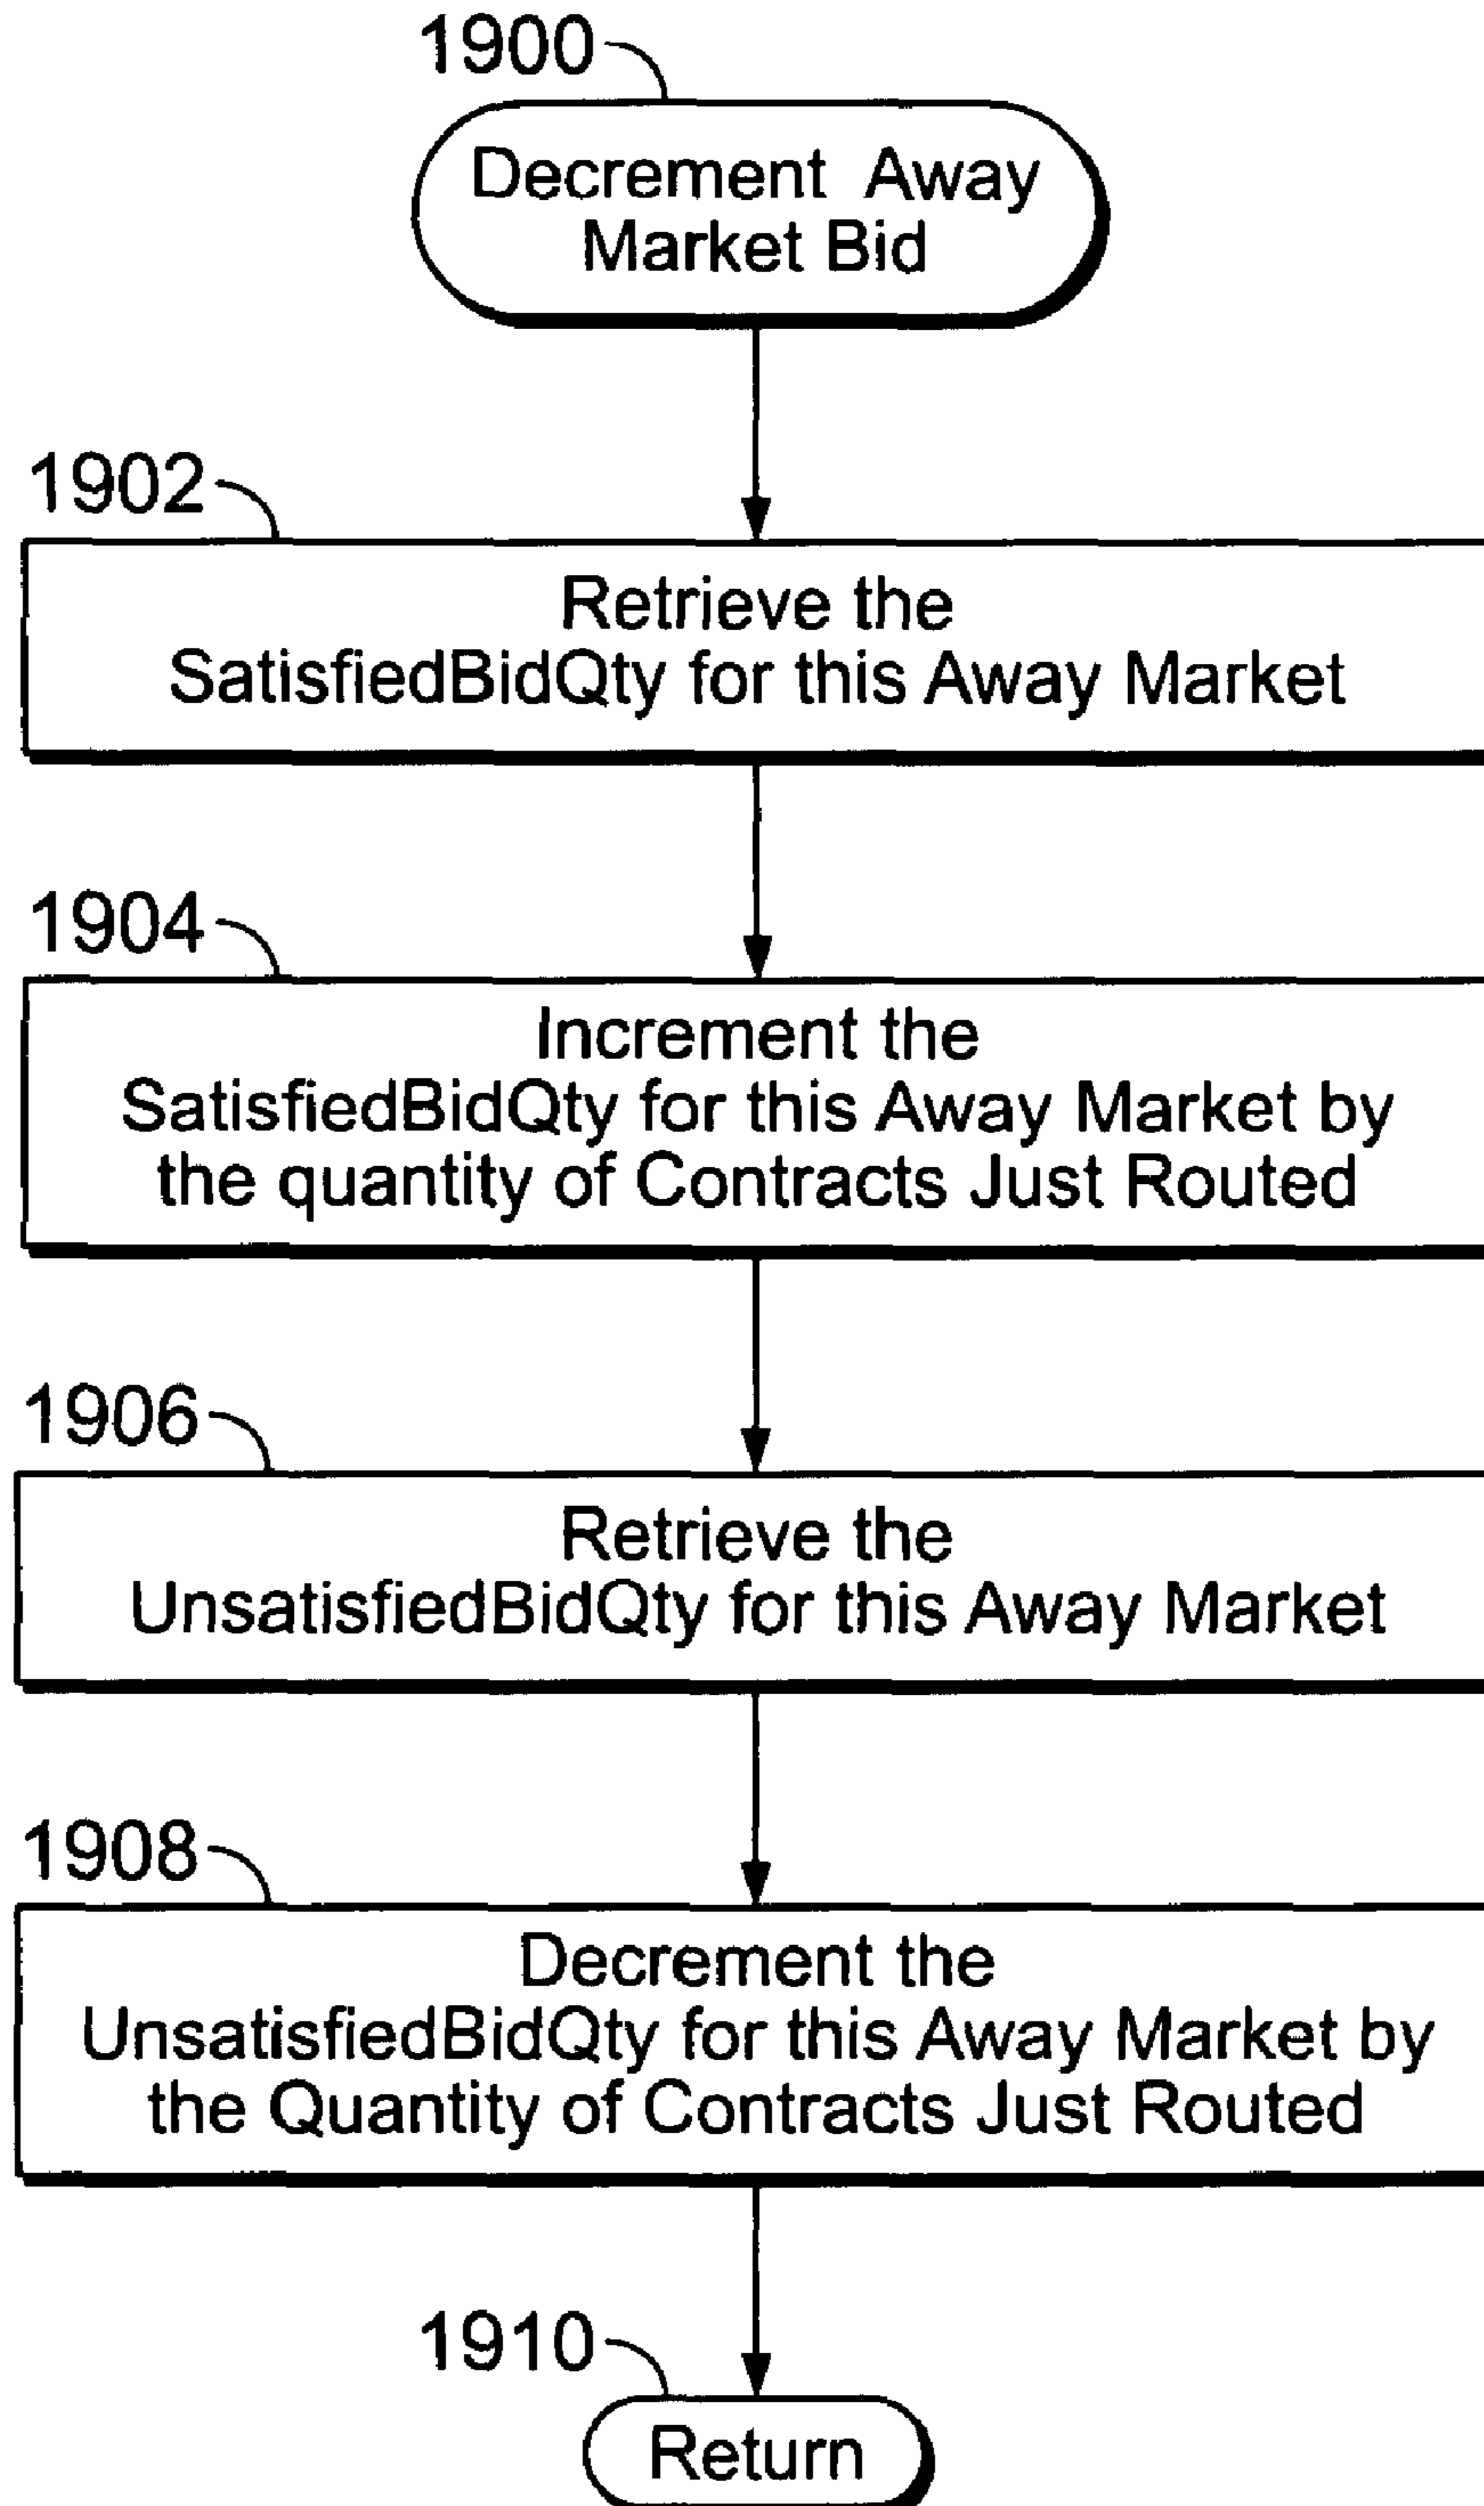 1900
Decrement Away
Market Bid
1902
Retrieve the
SatisfiedBidQty for this Away Market
1904
Increment the
SatisfiedBidQty for this Away Market by
the quantity of Contracts Just Routed
1906
Retrieve the
UnsatisfiedBidQty for this Away Market
1908
Decrement the
UnsatisfiedBidQty for this Away Market by
the Quantity of Contracts Just Routed
1910
Return